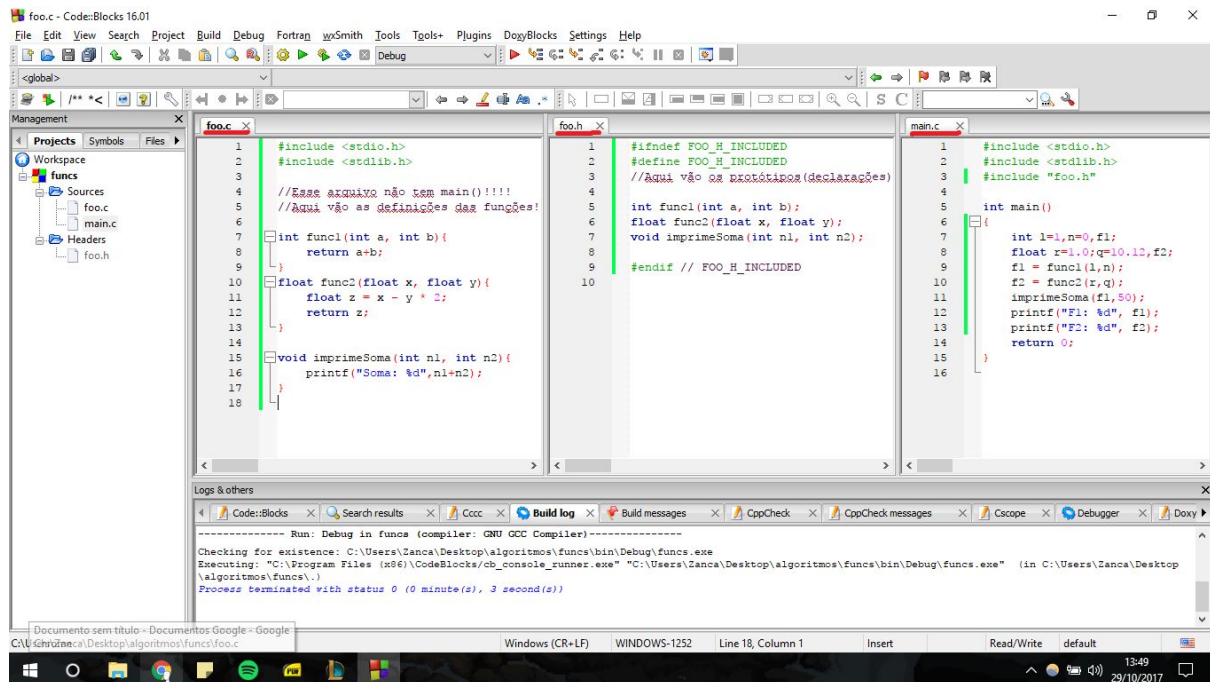 foo.c - Code::Blocks 16.01
File Edit View Search Project Build Debug Fortran wxSmith Tools Tools+ Plugins DoxyBlocks Settings Help
Debug
<global>
/** *< S C
Management
Projects Symbols Files
Workspace
funcs
Sources
foo.c
main.c
Headers
foo.h
foo.c
1 #include <stdio.h>
2 #include <stdlib.h>
3
4 //Esse arquivo não tem main()!!!!
5 //Aqui vão as definições das funções!
6
7 int func1(int a, int b){
8 return a+b;
9 }
10 float func2(float x, float y){
11 float z = x - y * 2;
12 return z;
13 }
14
15 void imprimeSoma(int n1, int n2){
16 printf("Soma: %d",n1+n2);
17 }
18
foo.h
1 #ifndef FOO_H_INCLUDED
2 #define FOO_H_INCLUDED
3 //Aqui vão os protótipos(declarações)
4
5 int func1(int a, int b);
6 float func2(float x, float y);
7 void imprimeSoma(int n1, int n2);
8
9 #endif // FOO_H_INCLUDED
10
main.c
1 #include <stdio.h>
2 #include <stdlib.h>
3 #include "foo.h"
4
5 int main()
6 {
7 int l=1,n=0,f1;
8 float r=1.0;q=10.12,f2;
9 f1 = func1(l,n);
10 f2 = func2(r,q);
11 imprimeSoma(f1,50);
12 printf("F1: %d", f1);
13 printf("F2: %d", f2);
14 return 0;
15 }
16
Logs & others
Code::Blocks Search results Cccc Build log Build messages CppCheck CppCheck messages Cscope Debugger Doxy
-------------- Run: Debug in funcs (compiler: GNU GCC Compiler)---------------
Checking for existence: C:\Users\Zanca\Desktop\algoritmos\funcs\bin\Debug\funcs.exe
Executing: "C:\Program Files (x86)\CodeBlocks/cb_console_runner.exe" "C:\Users\Zanca\Desktop\algoritmos\funcs\bin\Debug\funcs.exe" (in C:\Users\Zanca\Desktop
\algoritmos\funcs\.)
Process terminated with status 0 (0 minute(s), 3 second(s))
Documento sem título - Documentos Google - Google
Chrome
\Desktop\algoritmos\funcs\foo.c Windows (CR+LF) WINDOWS-1252 Line 18, Column 1 Insert Read/Write default
13:49
29/10/2017